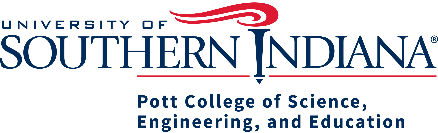 UNIVERSITY OF
SOUTHERN INDIANA®
Pott College of Science,
Engineering, and Education